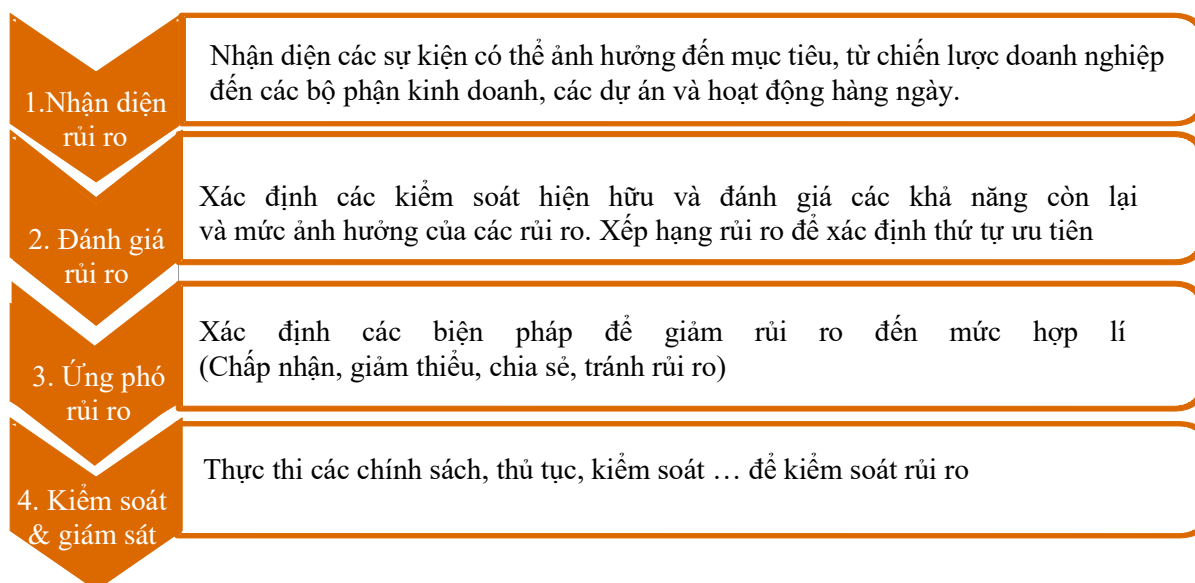 1.Nhận diện
rủi ro
Nhận diện các sự kiện có thể ảnh hưởng đến mục tiêu, từ chiến lược doanh nghiệp
đến các bộ phận kinh doanh, các dự án và hoạt động hàng ngày.
2. Đánh giá
rủi ro
Xác định các kiểm soát hiện hữu và đánh giá các khả năng còn lại
và mức ảnh hưởng của các rủi ro. Xếp hạng rủi ro để xác định thứ tự ưu tiên
3. Ứng phó
rủi ro
Xác định các biện pháp để giảm rủi ro đến mức hợp lí
(Chấp nhận, giảm thiểu, chia sẻ, tránh rủi ro)
4. Kiểm soát
& giám sát
Thực thi các chính sách, thủ tục, kiểm soát … để kiểm soát rủi ro